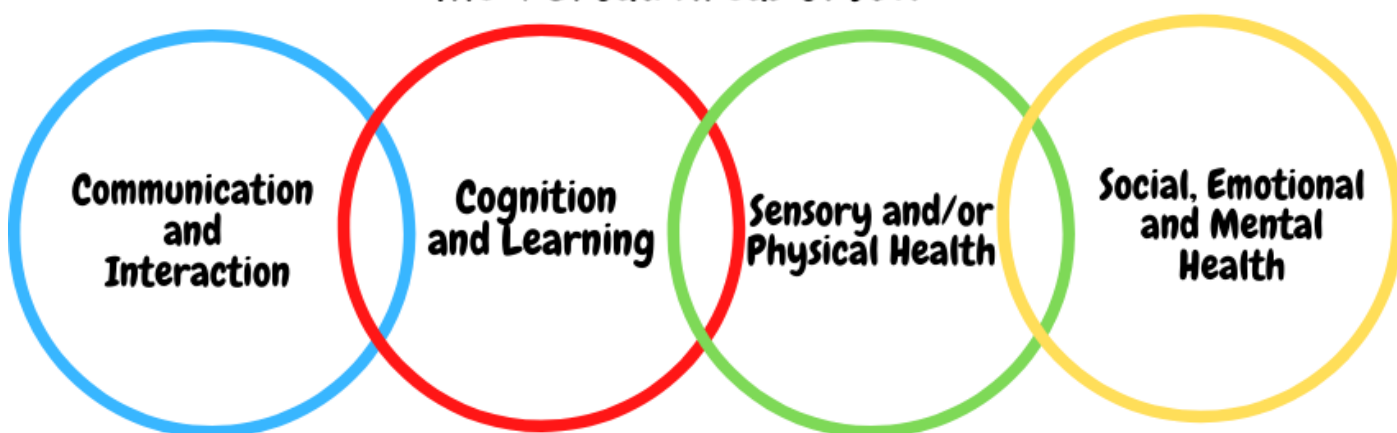 Communication
and
Interaction
Cognition
and Learning
Sensory and/or
Physical Health
Social, Emotional
and Mental
Health